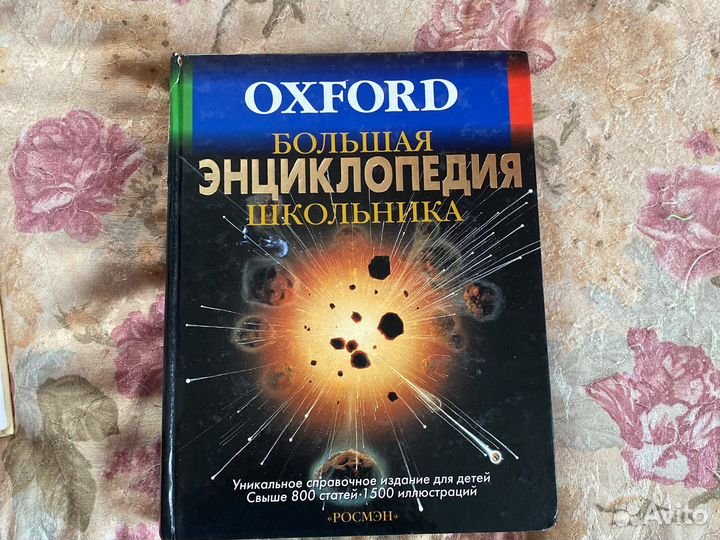 OXFORD
БОЛЬШАЯ
ЭНЦИКЛОПЕДИЯ
ШКОЛЬНИКА
Уникальное справочное издание для детей
Свыше 800 статей·1500 иллюстраций
«РОСМЭН»
Avito